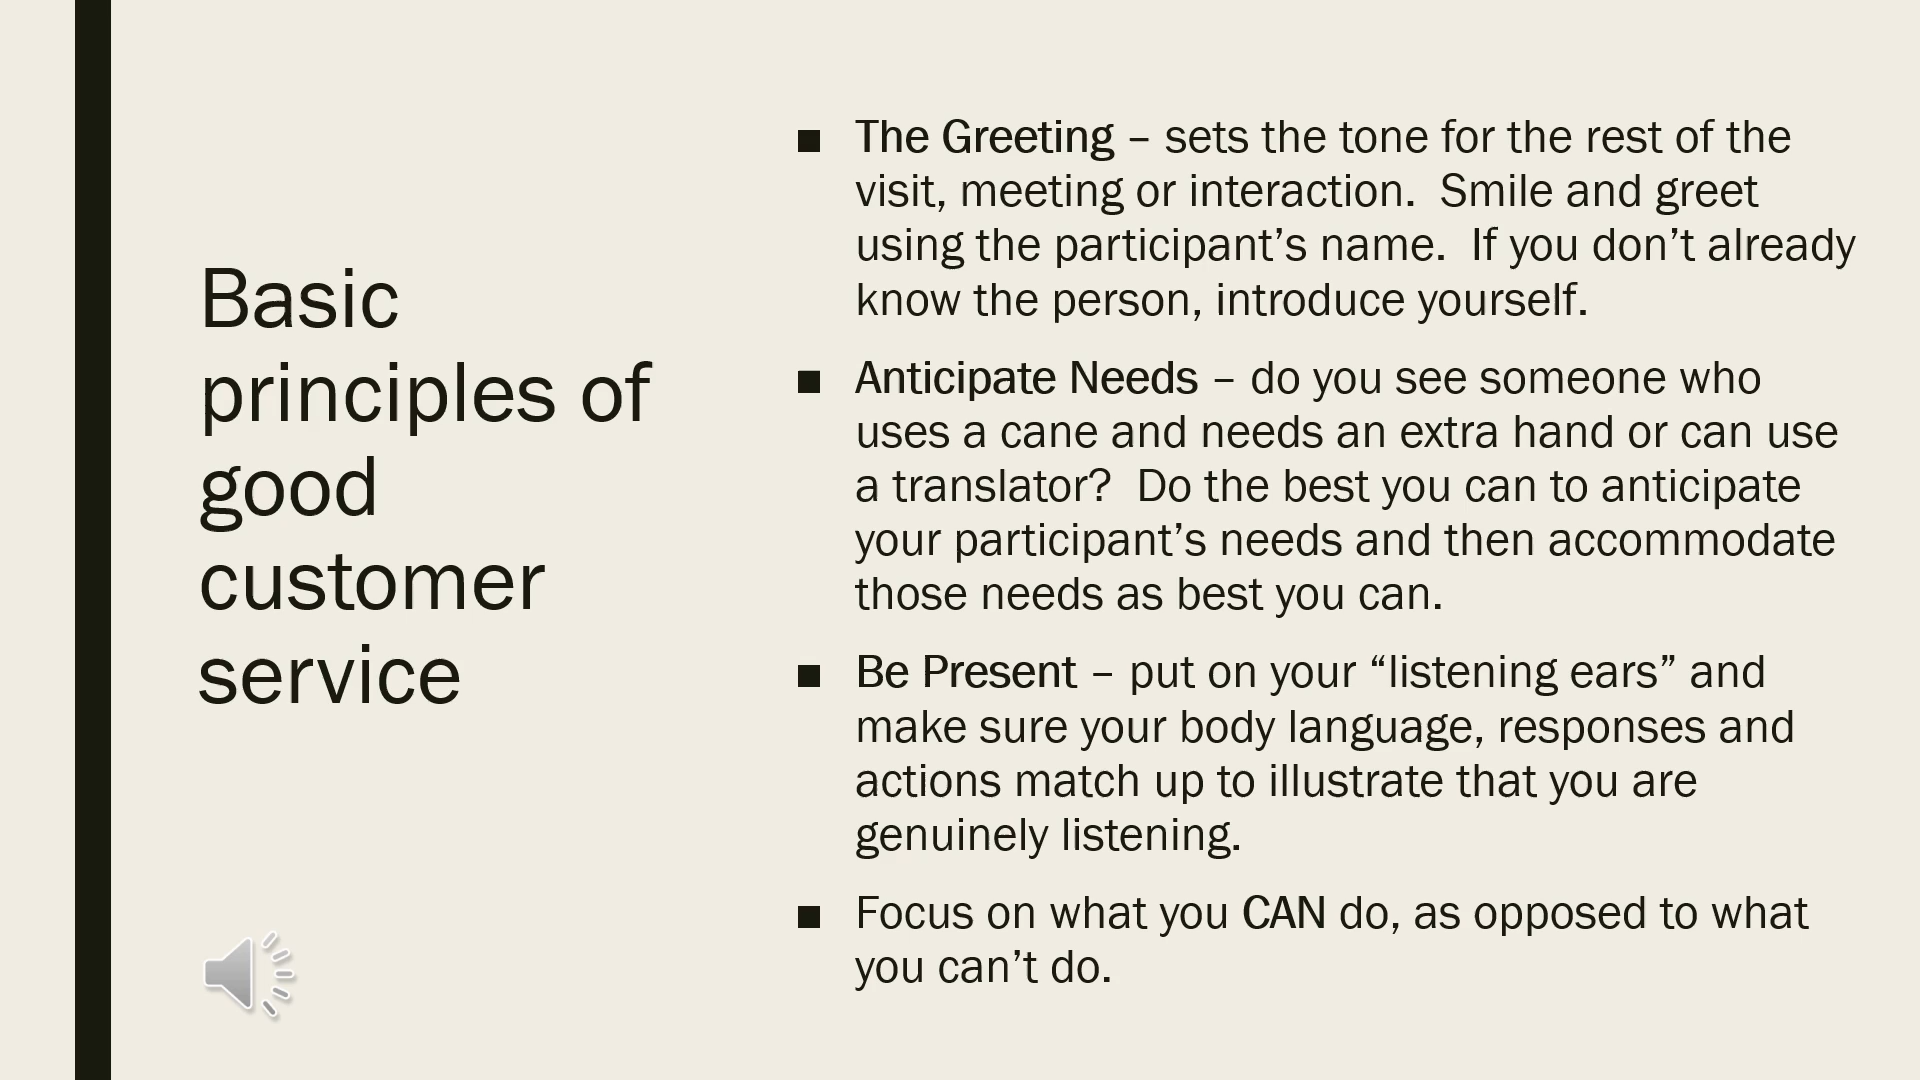 Basic
principles of
good
customer
service
■ The Greeting – sets the tone for the rest of the
visit, meeting or interaction.  Smile and greet
using the participant’s name.  If you don’t already
know the person, introduce yourself.
■ Anticipate Needs – do you see someone who
uses a cane and needs an extra hand or can use
a translator?  Do the best you can to anticipate
your participant’s needs and then accommodate
those needs as best you can.
■ Be Present – put on your “listening ears” and
make sure your body language, responses and
actions match up to illustrate that you are
genuinely listening.
■ Focus on what you CAN do, as opposed to what
you can’t do.